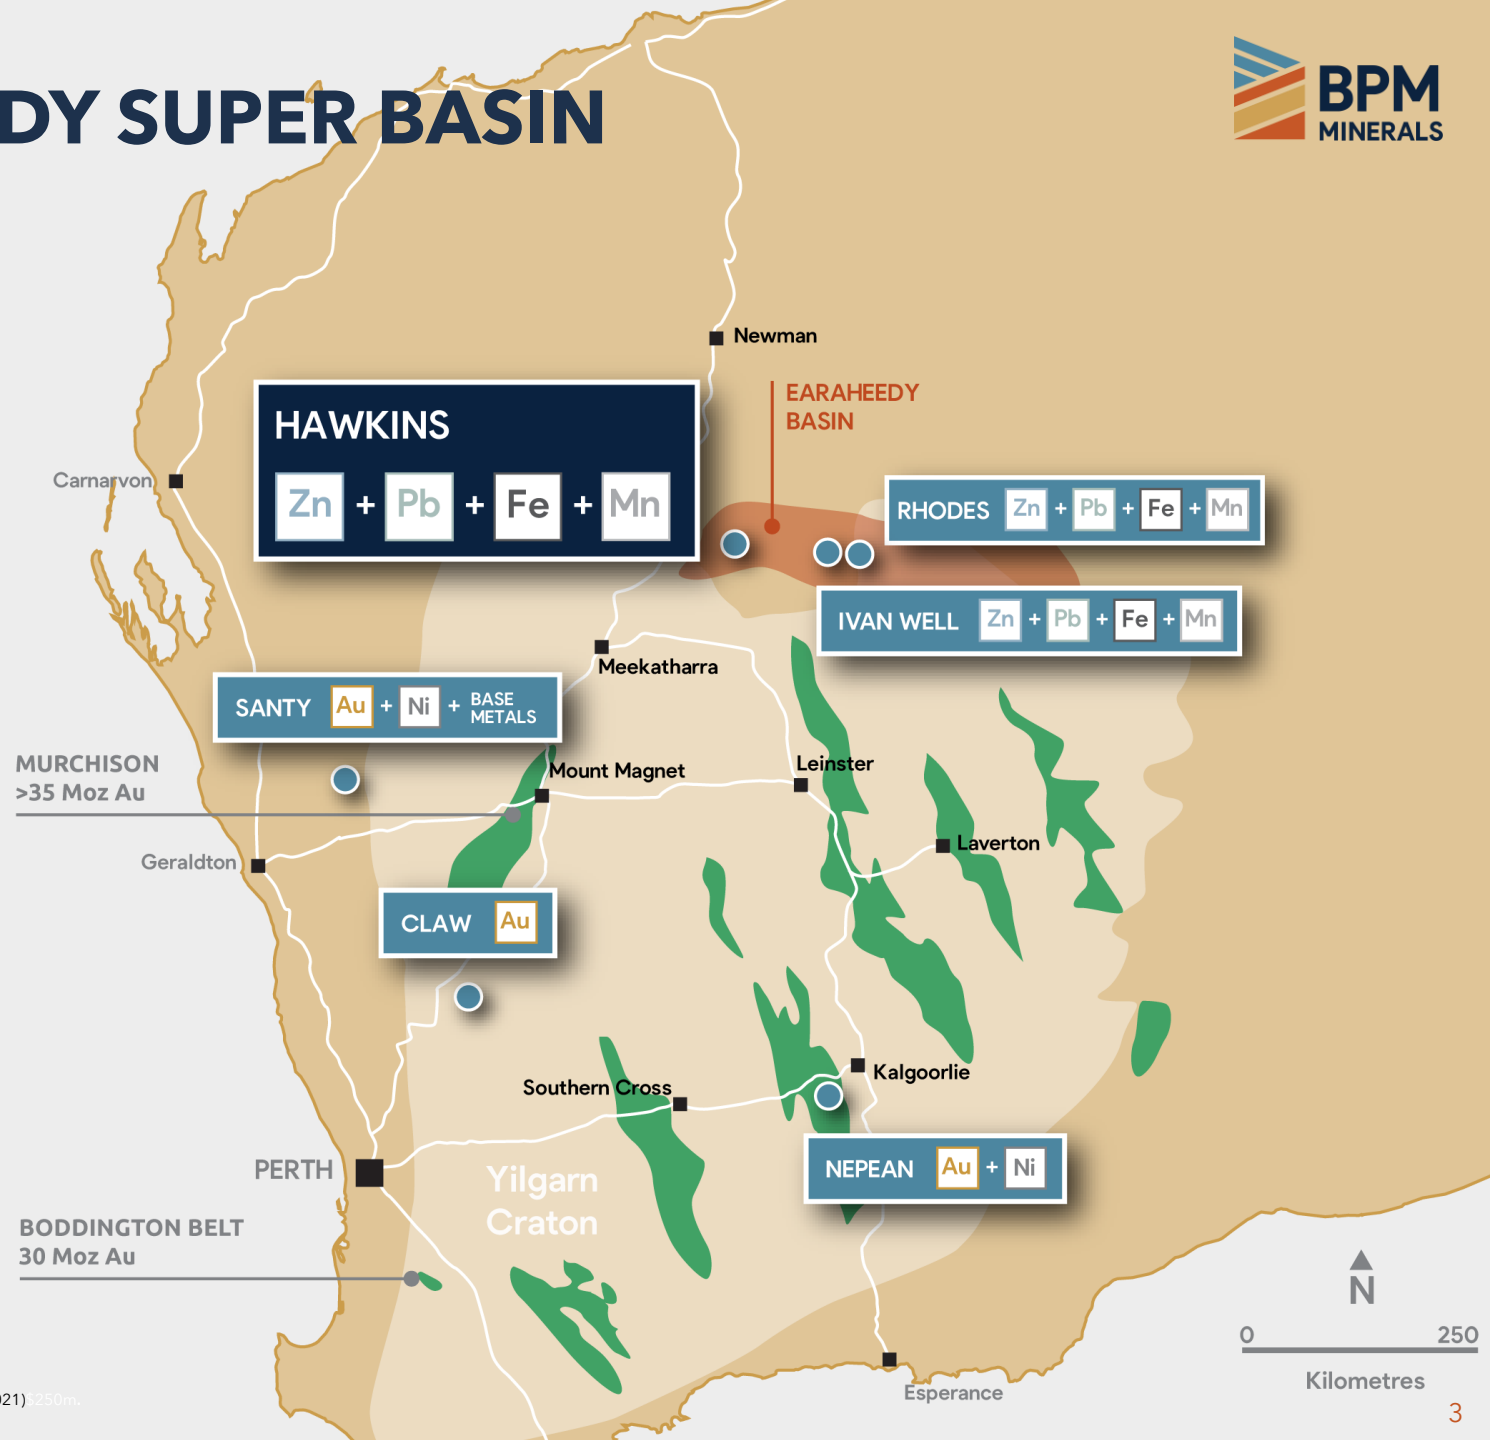 DY SUPER BASIN
BPM
MINERALS
Newman
EARAHEEDY
BASIN
HAWKINS
Zn + Pb + Fe + Mn
Carnarvon
RHODES Zn + Pb + Fe + Mn
IVAN WELL Zn + Pb + Fe + Mn
Meekatharra
SANTY Au + Ni + BASE
METALS
MURCHISON
>35 Moz Au
Mount Magnet
Leinster
Geraldton
Laverton
CLAW Au
Kalgoorlie
Southern Cross
PERTH
Yilgarn
Craton
NEPEAN Au + Ni
BODDINGTON BELT
30 Moz Au
N
0 250
Kilometres
Esperance
021)$250m.
3